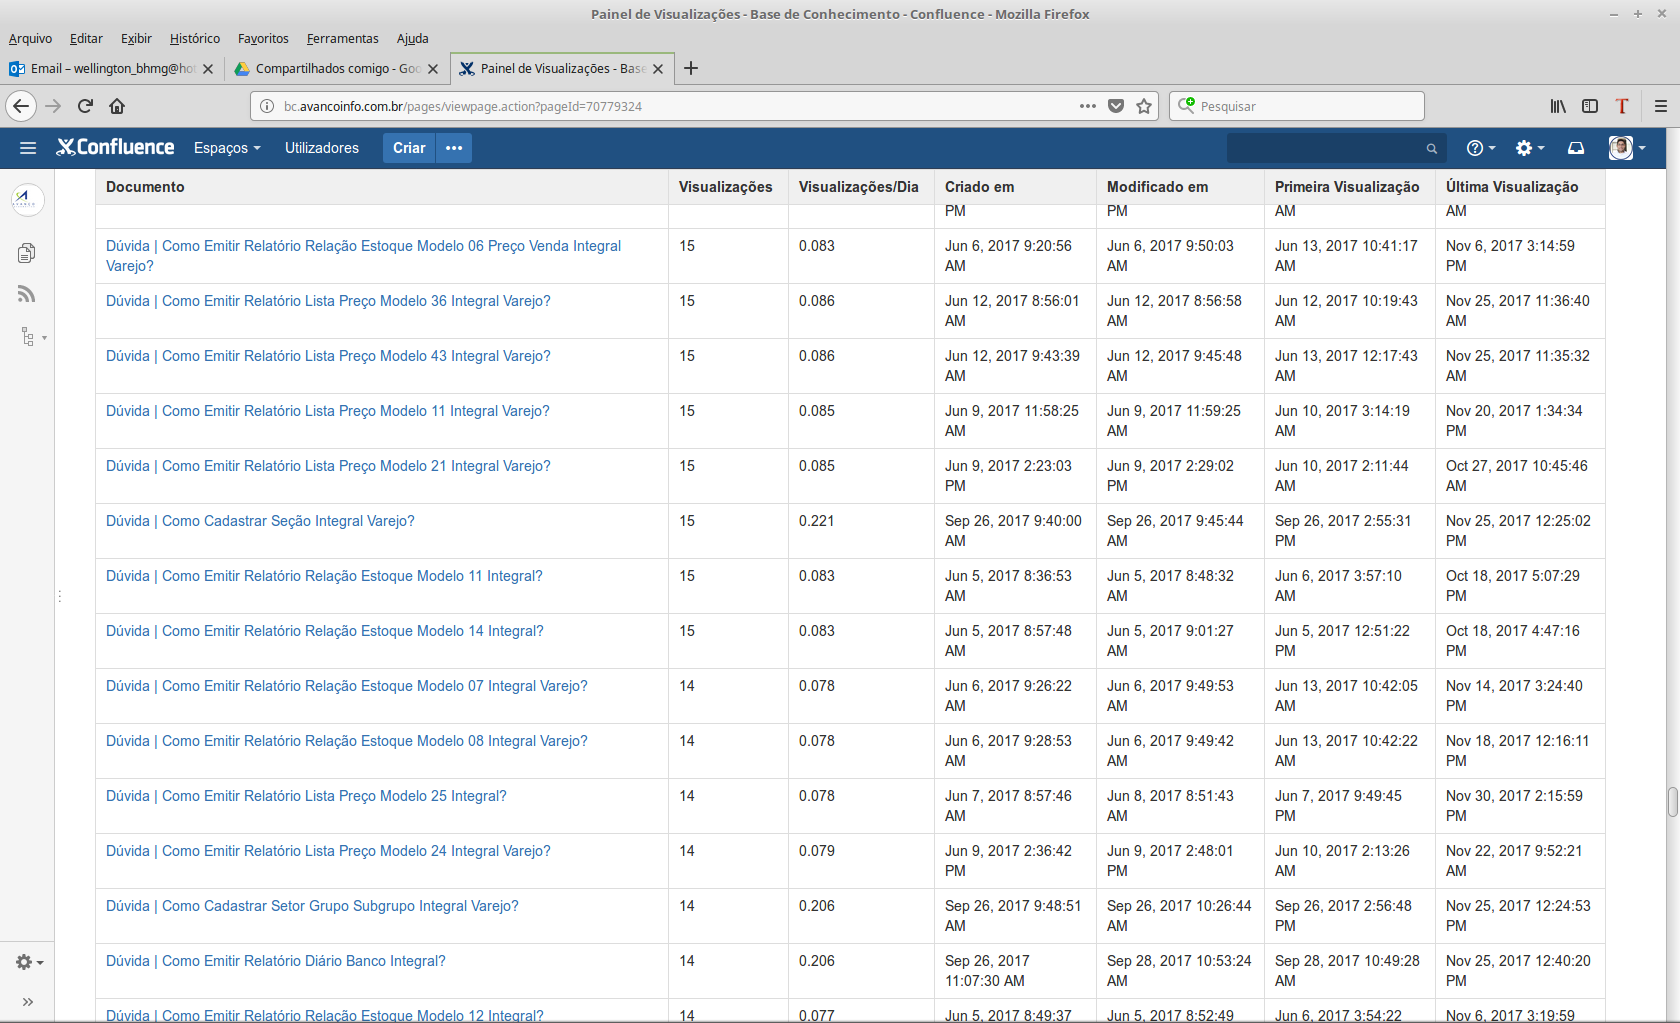 Painel de Visualizações - Base de Conhecimento - Confluence - Mozilla Firefox
Arquivo Editar Exibir Histórico Favoritos Ferramentas Ajuda
Email – wellington_bhmg@ho Compartilhados comigo - Goo Painel de Visualizações - Base
bc.avancoinfo.com.br/pages/viewpage.action?pageId=70779324 Pesquisar
Confluence Espaços Utilizadores Criar
Documento Visualizações Visualizações/Dia Criado em Modificado em Primeira Visualização Última Visualização
PM PM AM AM
Dúvida | Como Emitir Relatório Relação Estoque Modelo 06 Preço Venda Integral 15 0.083 Jun 6, 2017 9:20:56 Jun 6, 2017 9:50:03 Jun 13, 2017 10:41:17 Nov 6, 2017 3:14:59
Varejo? AM AM AM PM
Dúvida | Como Emitir Relatório Lista Preço Modelo 36 Integral Varejo? 15 0.086 Jun 12, 2017 8:56:01 Jun 12, 2017 8:56:58 Jun 12, 2017 10:19:43 Nov 25, 2017 11:36:40
AM AM AM AM
Dúvida | Como Emitir Relatório Lista Preço Modelo 43 Integral Varejo? 15 0.086 Jun 12, 2017 9:43:39 Jun 12, 2017 9:45:48 Jun 13, 2017 12:17:43 Nov 25, 2017 11:35:32
AM AM AM AM
Dúvida | Como Emitir Relatório Lista Preço Modelo 11 Integral Varejo? 15 0.085 Jun 9, 2017 11:58:25 Jun 9, 2017 11:59:25 Jun 10, 2017 3:14:19 Nov 20, 2017 1:34:34
AM AM AM PM
Dúvida | Como Emitir Relatório Lista Preço Modelo 21 Integral Varejo? 15 0.085 Jun 9, 2017 2:23:03 Jun 9, 2017 2:29:02 Jun 10, 2017 2:11:44 Oct 27, 2017 10:45:46
PM PM AM AM
Dúvida | Como Cadastrar Seção Integral Varejo? 15 0.221 Sep 26, 2017 9:40:00 Sep 26, 2017 9:45:44 Sep 26, 2017 2:55:31 Nov 25, 2017 12:25:02
AM AM PM PM
Dúvida | Como Emitir Relatório Relação Estoque Modelo 11 Integral? 15 0.083 Jun 5, 2017 8:36:53 Jun 5, 2017 8:48:32 Jun 6, 2017 3:57:10 Oct 18, 2017 5:07:29
AM AM AM PM
Dúvida | Como Emitir Relatório Relação Estoque Modelo 14 Integral? 15 0.083 Jun 5, 2017 8:57:48 Jun 5, 2017 9:01:27 Jun 5, 2017 12:51:22 Oct 18, 2017 4:47:16
AM AM PM PM
Dúvida | Como Emitir Relatório Relação Estoque Modelo 07 Integral Varejo? 14 0.078 Jun 6, 2017 9:26:22 Jun 6, 2017 9:49:53 Jun 13, 2017 10:42:05 Nov 14, 2017 3:24:40
AM AM AM PM
Dúvida | Como Emitir Relatório Relação Estoque Modelo 08 Integral Varejo? 14 0.078 Jun 6, 2017 9:28:53 Jun 6, 2017 9:49:42 Jun 13, 2017 10:42:22 Nov 18, 2017 12:16:11
AM AM AM PM
Dúvida | Como Emitir Relatório Lista Preço Modelo 25 Integral? 14 0.078 Jun 7, 2017 8:57:46 Jun 8, 2017 8:51:43 Jun 7, 2017 9:49:45 Nov 30, 2017 2:15:59
AM AM PM PM
Dúvida | Como Emitir Relatório Lista Preço Modelo 24 Integral Varejo? 14 0.079 Jun 9, 2017 2:36:42 Jun 9, 2017 2:48:01 Jun 10, 2017 2:13:26 Nov 22, 2017 9:52:21
PM PM AM AM
Dúvida | Como Cadastrar Setor Grupo Subgrupo Integral Varejo? 14 0.206 Sep 26, 2017 9:48:51 Sep 26, 2017 10:26:44 Sep 26, 2017 2:56:48 Nov 25, 2017 12:24:53
AM AM PM PM
Dúvida | Como Emitir Relatório Diário Banco Integral? 14 0.206 Sep 26, 2017 Sep 28, 2017 10:53:24 Sep 28, 2017 10:49:28 Nov 25, 2017 12:40:20
11:07:30 AM AM AM PM
Dúvida | Como Emitir Relatório Relação Estoque Modelo 12 Integral? 14 0.077 Jun 5, 2017 8:49:37 Jun 5, 2017 8:52:49 Jun 6, 2017 3:54:22 Nov 6, 2017 3:19:59